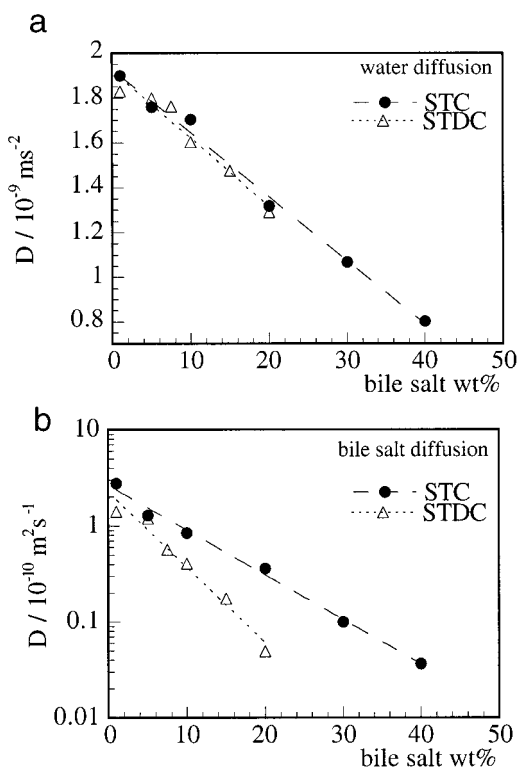 a
D / 10⁻⁹ ms⁻²
2
1.8
1.6
1.4
1.2
1
0.8
water diffusion
STC
STDC
0 10 20 30 40 50
bile salt wt%
b
D / 10⁻¹⁰ m²s⁻¹
10
1
0.1
0.01
bile salt diffusion
STC
STDC
0 10 20 30 40 50
bile salt wt%